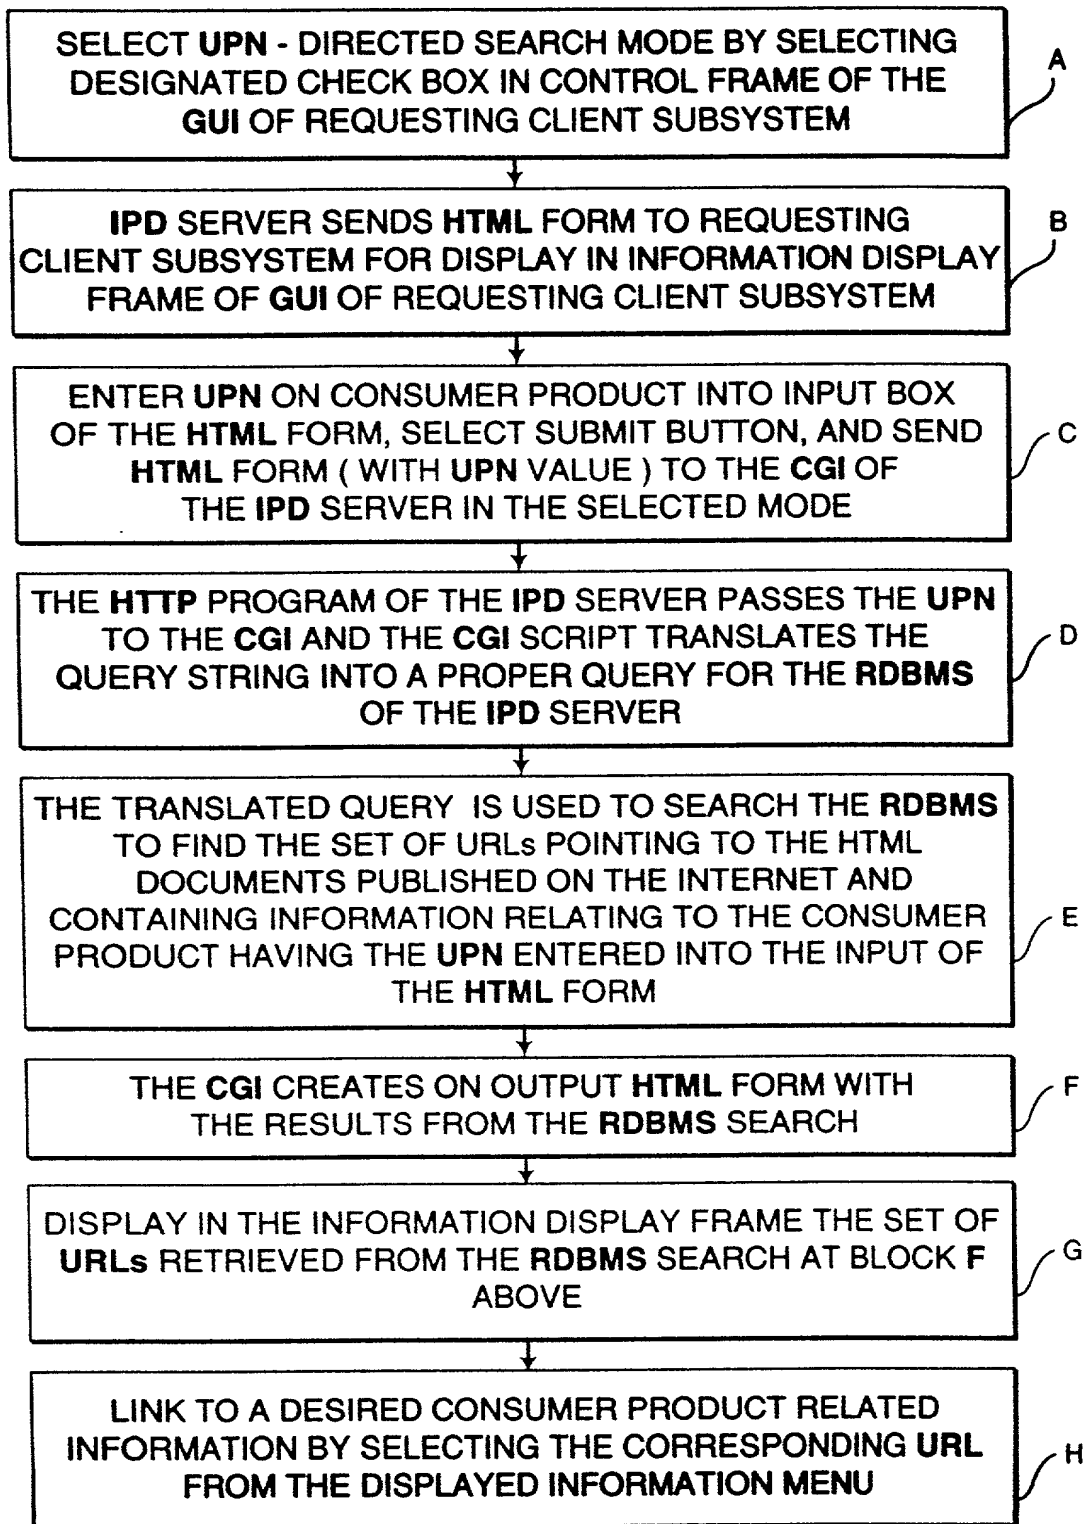 SELECT UPN - DIRECTED SEARCH MODE BY SELECTING
DESIGNATED CHECK BOX IN CONTROL FRAME OF THE
GUI OF REQUESTING CLIENT SUBSYSTEM
A
IPD SERVER SENDS HTML FORM TO REQUESTING
CLIENT SUBSYSTEM FOR DISPLAY IN INFORMATION DISPLAY
FRAME OF GUI OF REQUESTING CLIENT SUBSYSTEM
B
ENTER UPN ON CONSUMER PRODUCT INTO INPUT BOX
OF THE HTML FORM, SELECT SUBMIT BUTTON, AND SEND
HTML FORM ( WITH UPN VALUE ) TO THE CGI OF
THE IPD SERVER IN THE SELECTED MODE
C
THE HTTP PROGRAM OF THE IPD SERVER PASSES THE UPN
TO THE CGI AND THE CGI SCRIPT TRANSLATES THE
QUERY STRING INTO A PROPER QUERY FOR THE RDBMS
OF THE IPD SERVER
D
THE TRANSLATED QUERY IS USED TO SEARCH THE RDBMS
TO FIND THE SET OF URLs POINTING TO THE HTML
DOCUMENTS PUBLISHED ON THE INTERNET AND
CONTAINING INFORMATION RELATING TO THE CONSUMER
PRODUCT HAVING THE UPN ENTERED INTO THE INPUT OF
THE HTML FORM
E
THE CGI CREATES ON OUTPUT HTML FORM WITH
THE RESULTS FROM THE RDBMS SEARCH
F
DISPLAY IN THE INFORMATION DISPLAY FRAME THE SET OF
URLs RETRIEVED FROM THE RDBMS SEARCH AT BLOCK F
ABOVE
G
LINK TO A DESIRED CONSUMER PRODUCT RELATED
INFORMATION BY SELECTING THE CORRESPONDING URL
FROM THE DISPLAYED INFORMATION MENU
H